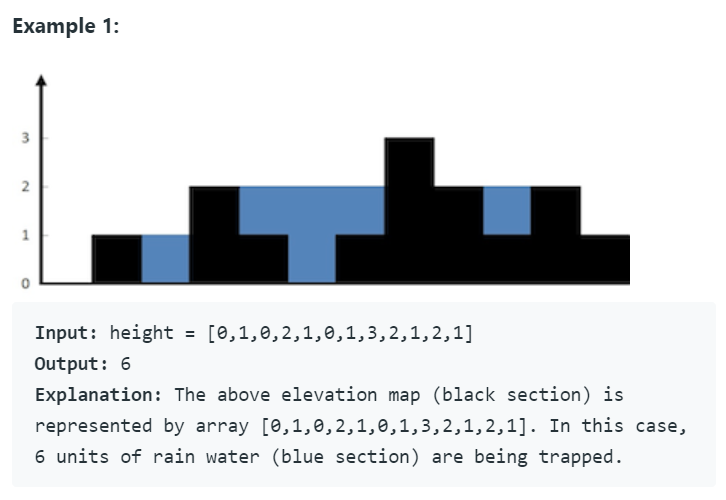 Example 1:
3
2
1
0
Input: height = [0,1,0,2,1,0,1,3,2,1,2,1]
Output: 6
Explanation: The above elevation map (black section) is
represented by array [0,1,0,2,1,0,1,3,2,1,2,1]. In this case,
6 units of rain water (blue section) are being trapped.